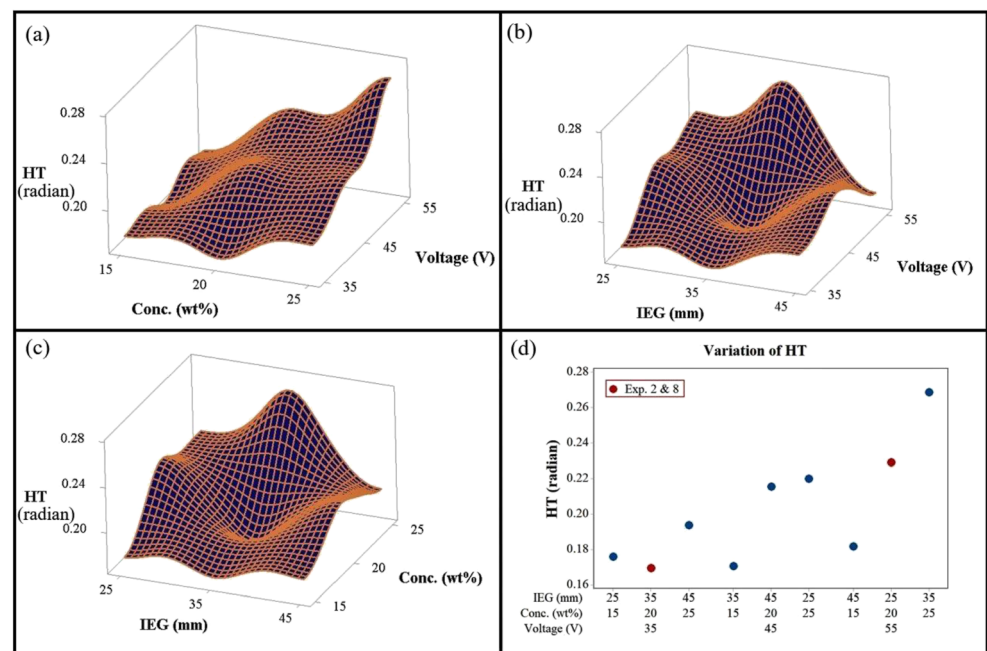 (a)
0.28
0.24
HT
(radian)
0.20
15
20
25
Conc. (wt%)
35
45
55
Voltage (V)
(b)
0.28
0.24
HT
(radian)
0.20
25
35
45
IEG (mm)
35
45
55
Voltage (V)
(c)
0.28
0.24
HT
(radian)
0.20
25
35
45
IEG (mm)
15
20
25
Conc. (wt%)
(d)
Variation of HT
Exp. 2 & 8
HT (radian)
0.28
0.26
0.24
0.22
0.20
0.18
0.16
IEG (mm) 25 35 45 35 45 25 45 25 35
Conc. (wt%) 15 20 25 15 20 25 15 20 25
Voltage (V) 35 45 55